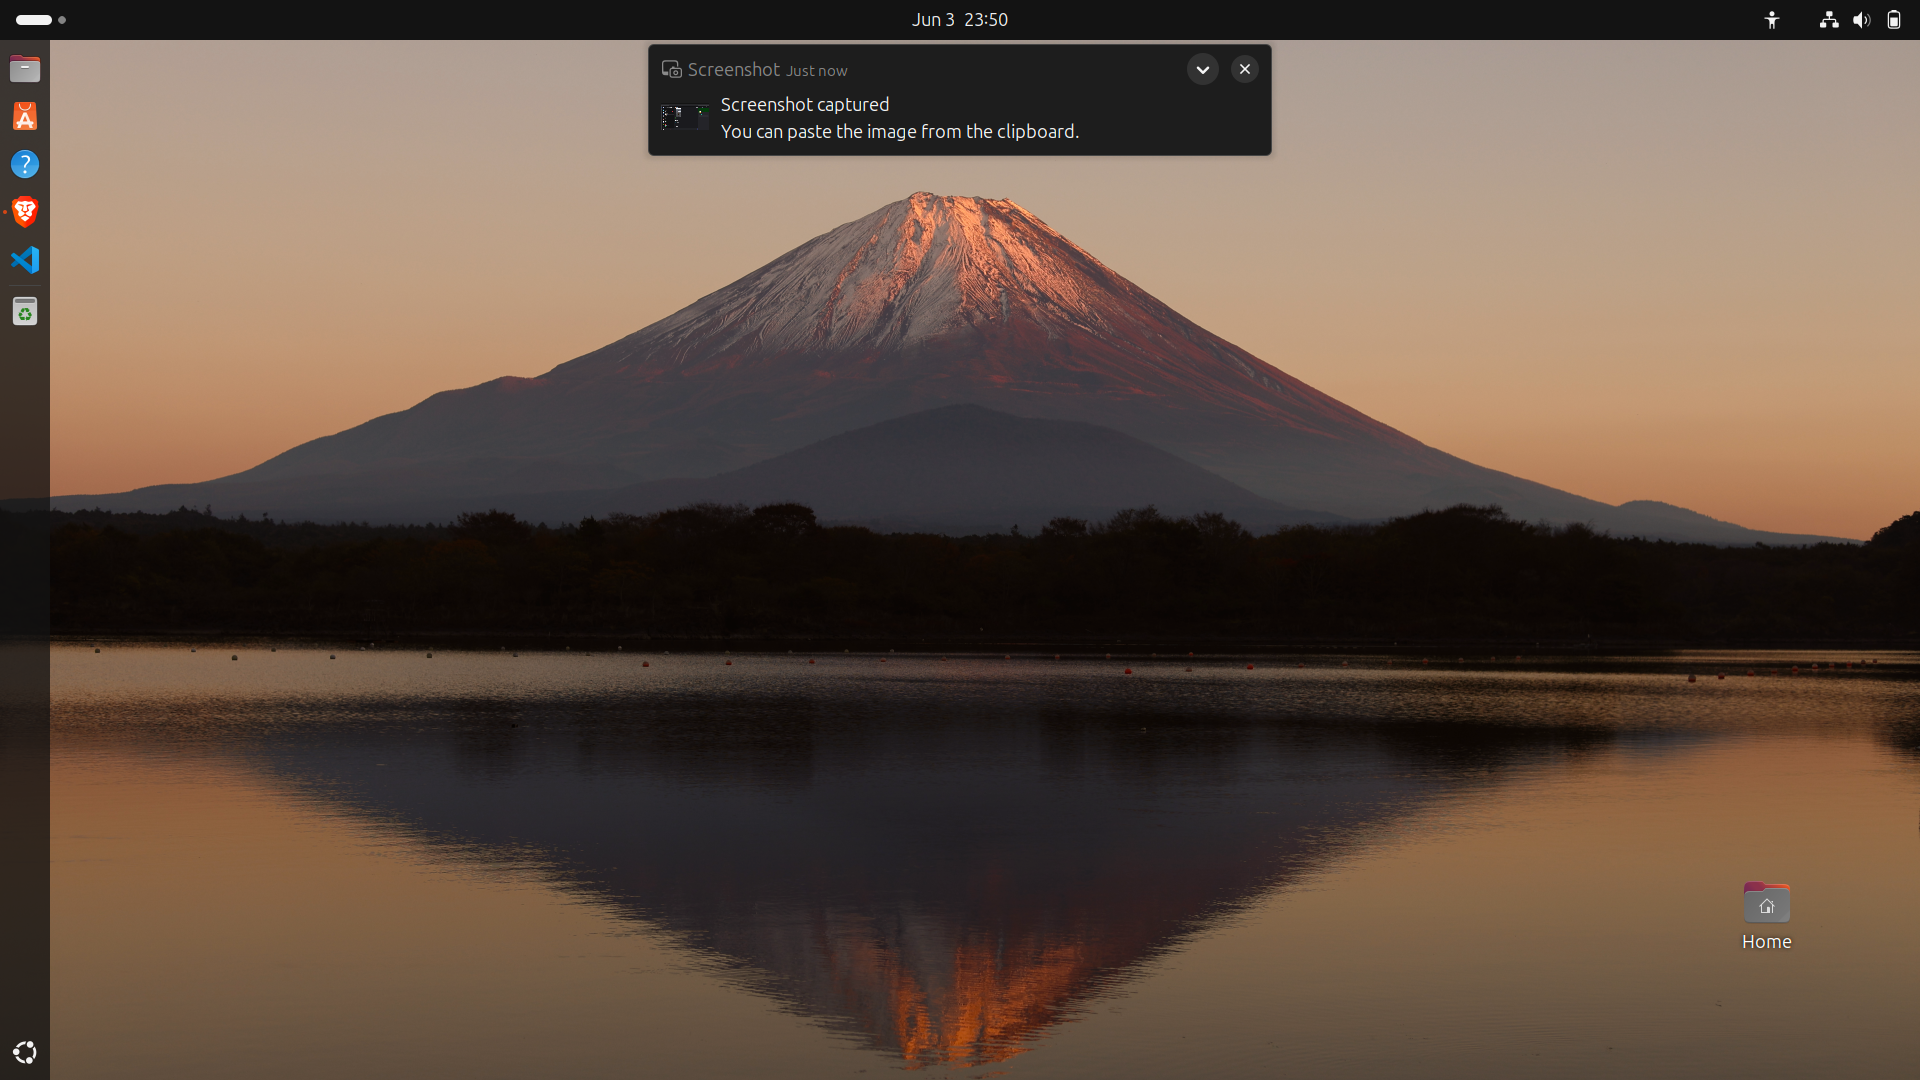 Jun 3 23:50
Screenshot Just now
Screenshot captured
You can paste the image from the clipboard.
Home